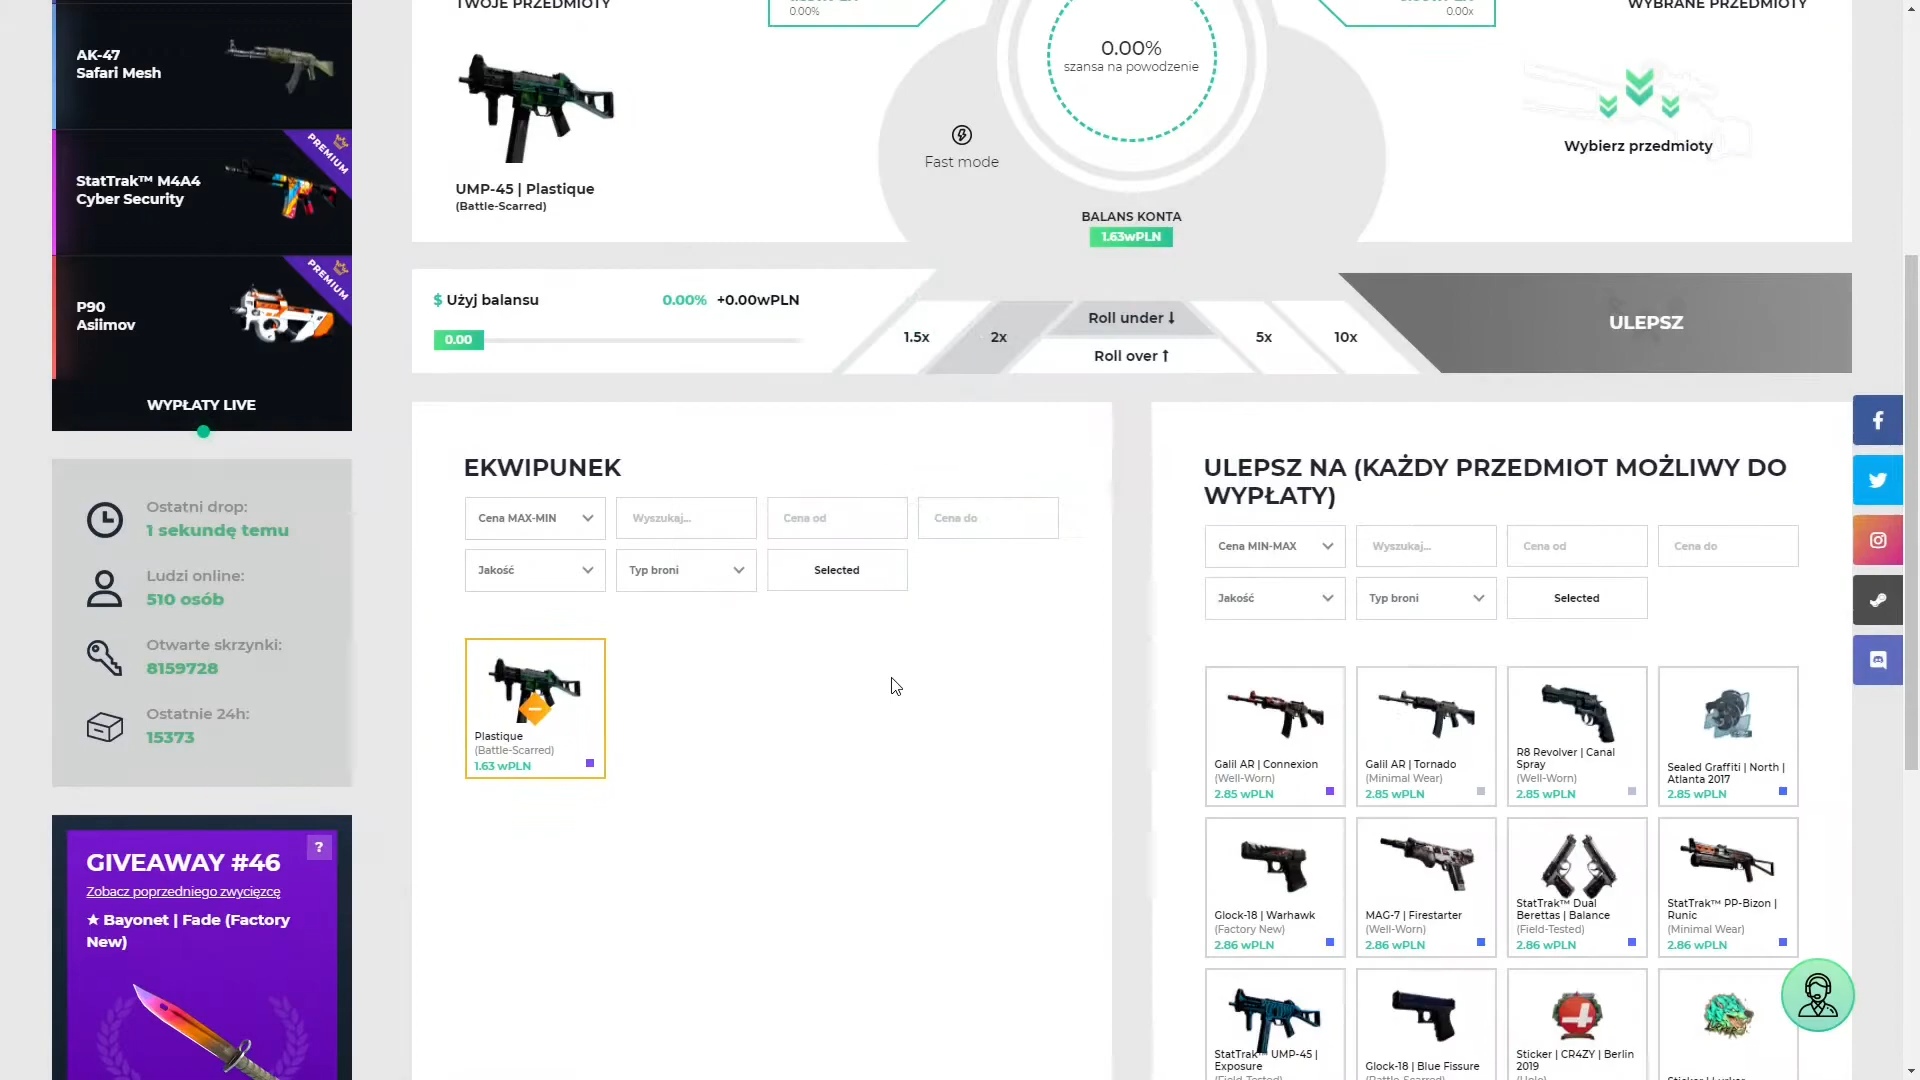 AK-47
Safari Mesh
PREMIUM
StatTrak™ M4A4
Cyber Security
PREMIUM
P90
Asiimov
WYPŁATY LIVE
Ostatni drop:
1 sekundę temu
Ludzi online:
510 osób
Otwarte skrzynki:
8159728
Ostatnie 24h:
15373
GIVEAWAY #46
?
Zobacz poprzedniego zwycięzcę
★ Bayonet | Fade (Factory
New)
TWOJE PRZEDMIOTY
UMP-45 | Plastique
(Battle-Scarred)
0.00%
0.00%
szansa na powodzenie
Fast mode
BALANS KONTA
1.63wPLN
0.00x
WYBRANE PRZEDMIOTY
Wybierz przedmioty
$ Użyj balansu
0.00% +0.00wPLN
0.00
1.5x
2x
Roll under
Roll over
5x
10x
ULEPSZ
EKWIPUNEK
Cena MAX-MIN
Wyszukaj...
Cena od
Cena do
Jakość
Typ broni
Selected
Plastique
(Battle-Scarred)
1.63 wPLN
ULEPSZ NA (KAŻDY PRZEDMIOT MOŻLIWY DO
WYPŁATY)
Cena MIN-MAX
Wyszukaj...
Cena od
Cena do
Jakość
Typ broni
Selected
Galil AR | Connexion
(Well-Worn)
2.85 wPLN
Galil AR | Tornado
(Minimal Wear)
2.85 wPLN
R8 Revolver | Canal
Spray
(Well-Worn)
2.85 wPLN
Sealed Graffiti | North |
Atlanta 2017
2.85 wPLN
Glock-18 | Warhawk
(Factory New)
2.86 wPLN
MAG-7 | Firestarter
(Well-Worn)
2.86 wPLN
StatTrak™ Dual
Berettas | Balance
(Field-Tested)
2.86 wPLN
StatTrak™ PP-Bizon |
Runic
(Minimal Wear)
2.86 wPLN
StatTrak™ UMP-45 |
Exposure
(Field-Tested)
Glock-18 | Blue Fissure
(Battle-Scarred)
Sticker | CR4ZY | Berlin
2019